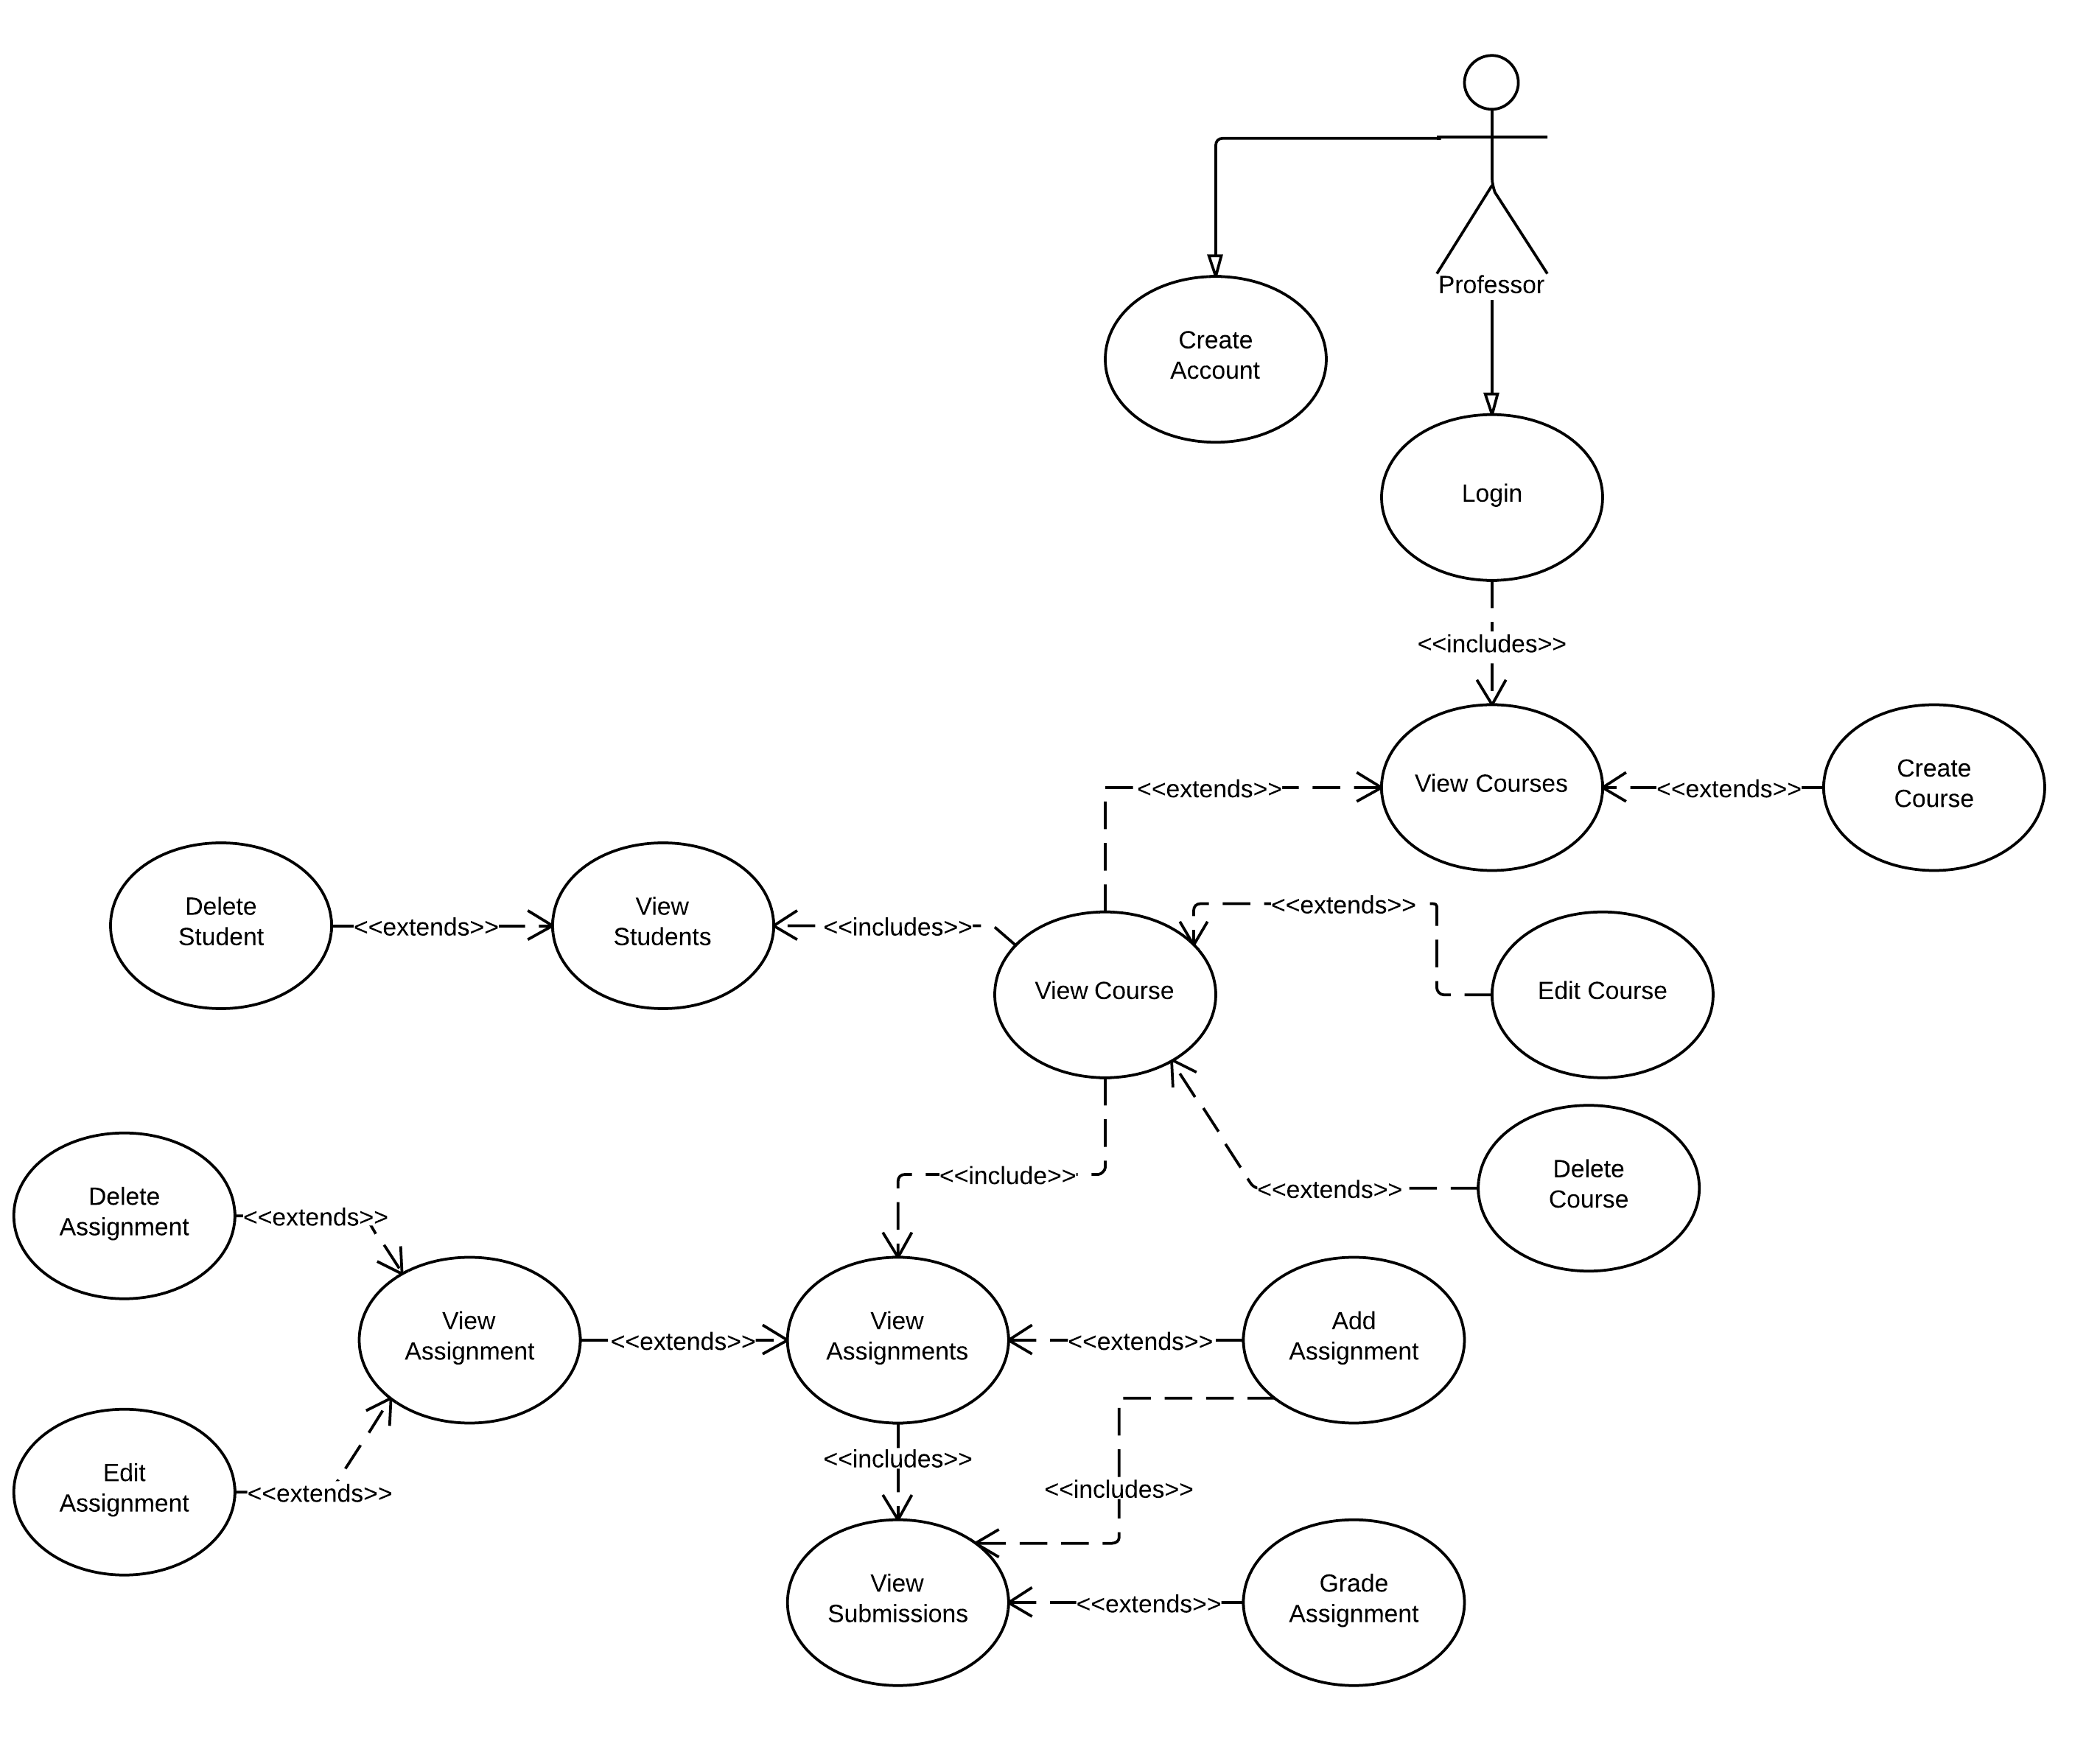 Professor
Create
Account
Login
<<includes>>
<<extends>>
View Courses
<<extends>>
Create
Course
Delete
Student
<<extends>>
View
Students
<<includes>>
<<extends>>
View Course
Edit Course
Delete
Assignment
<<extends>>
<<include>>
<<extends>>
Delete
Course
View
Assignment
<<extends>>
View
Assignments
<<extends>>
Add
Assignment
Edit
Assignment
<<extends>>
<<includes>>
<<includes>>
View
Submissions
<<extends>>
Grade
Assignment